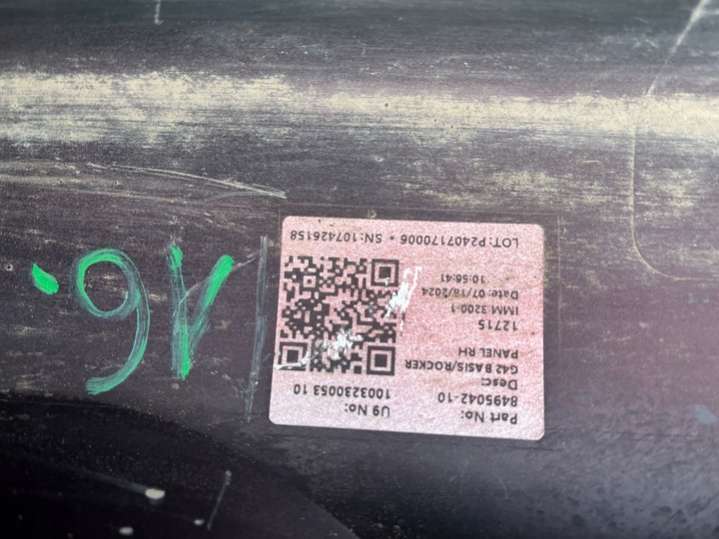 Part No:
8495042-10
U9 No:
1003230053 10
Desc:
G42 BASIS/ROCKER
PANEL RH
12715
IMM 3200-1
Date: 07/18/2024
10:56:41
LOT:P2407170006 * SN:107426158